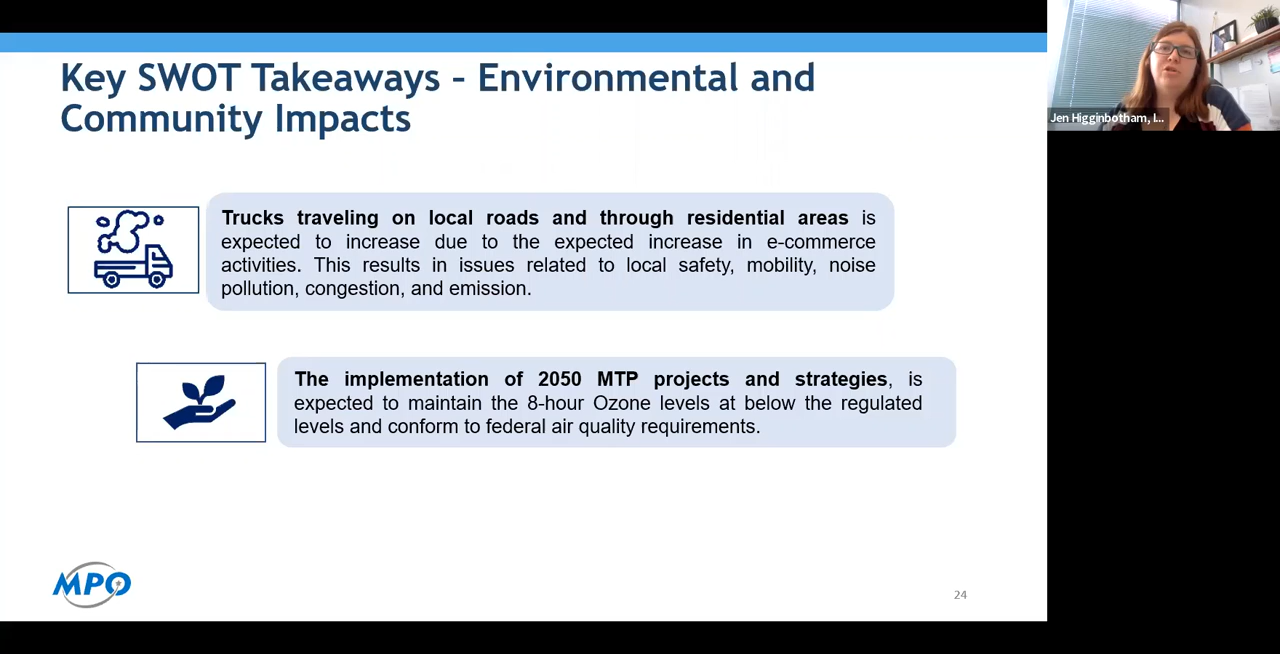 Key SWOT Takeaways – Environmental and
Community Impacts
Jen Higginbotham, I...
Trucks traveling on local roads and through residential areas is
expected to increase due to the expected increase in e-commerce
activities. This results in issues related to local safety, mobility, noise
pollution, congestion, and emission.
The implementation of 2050 MTP projects and strategies, is
expected to maintain the 8-hour Ozone levels at below the regulated
levels and conform to federal air quality requirements.
MPO
24